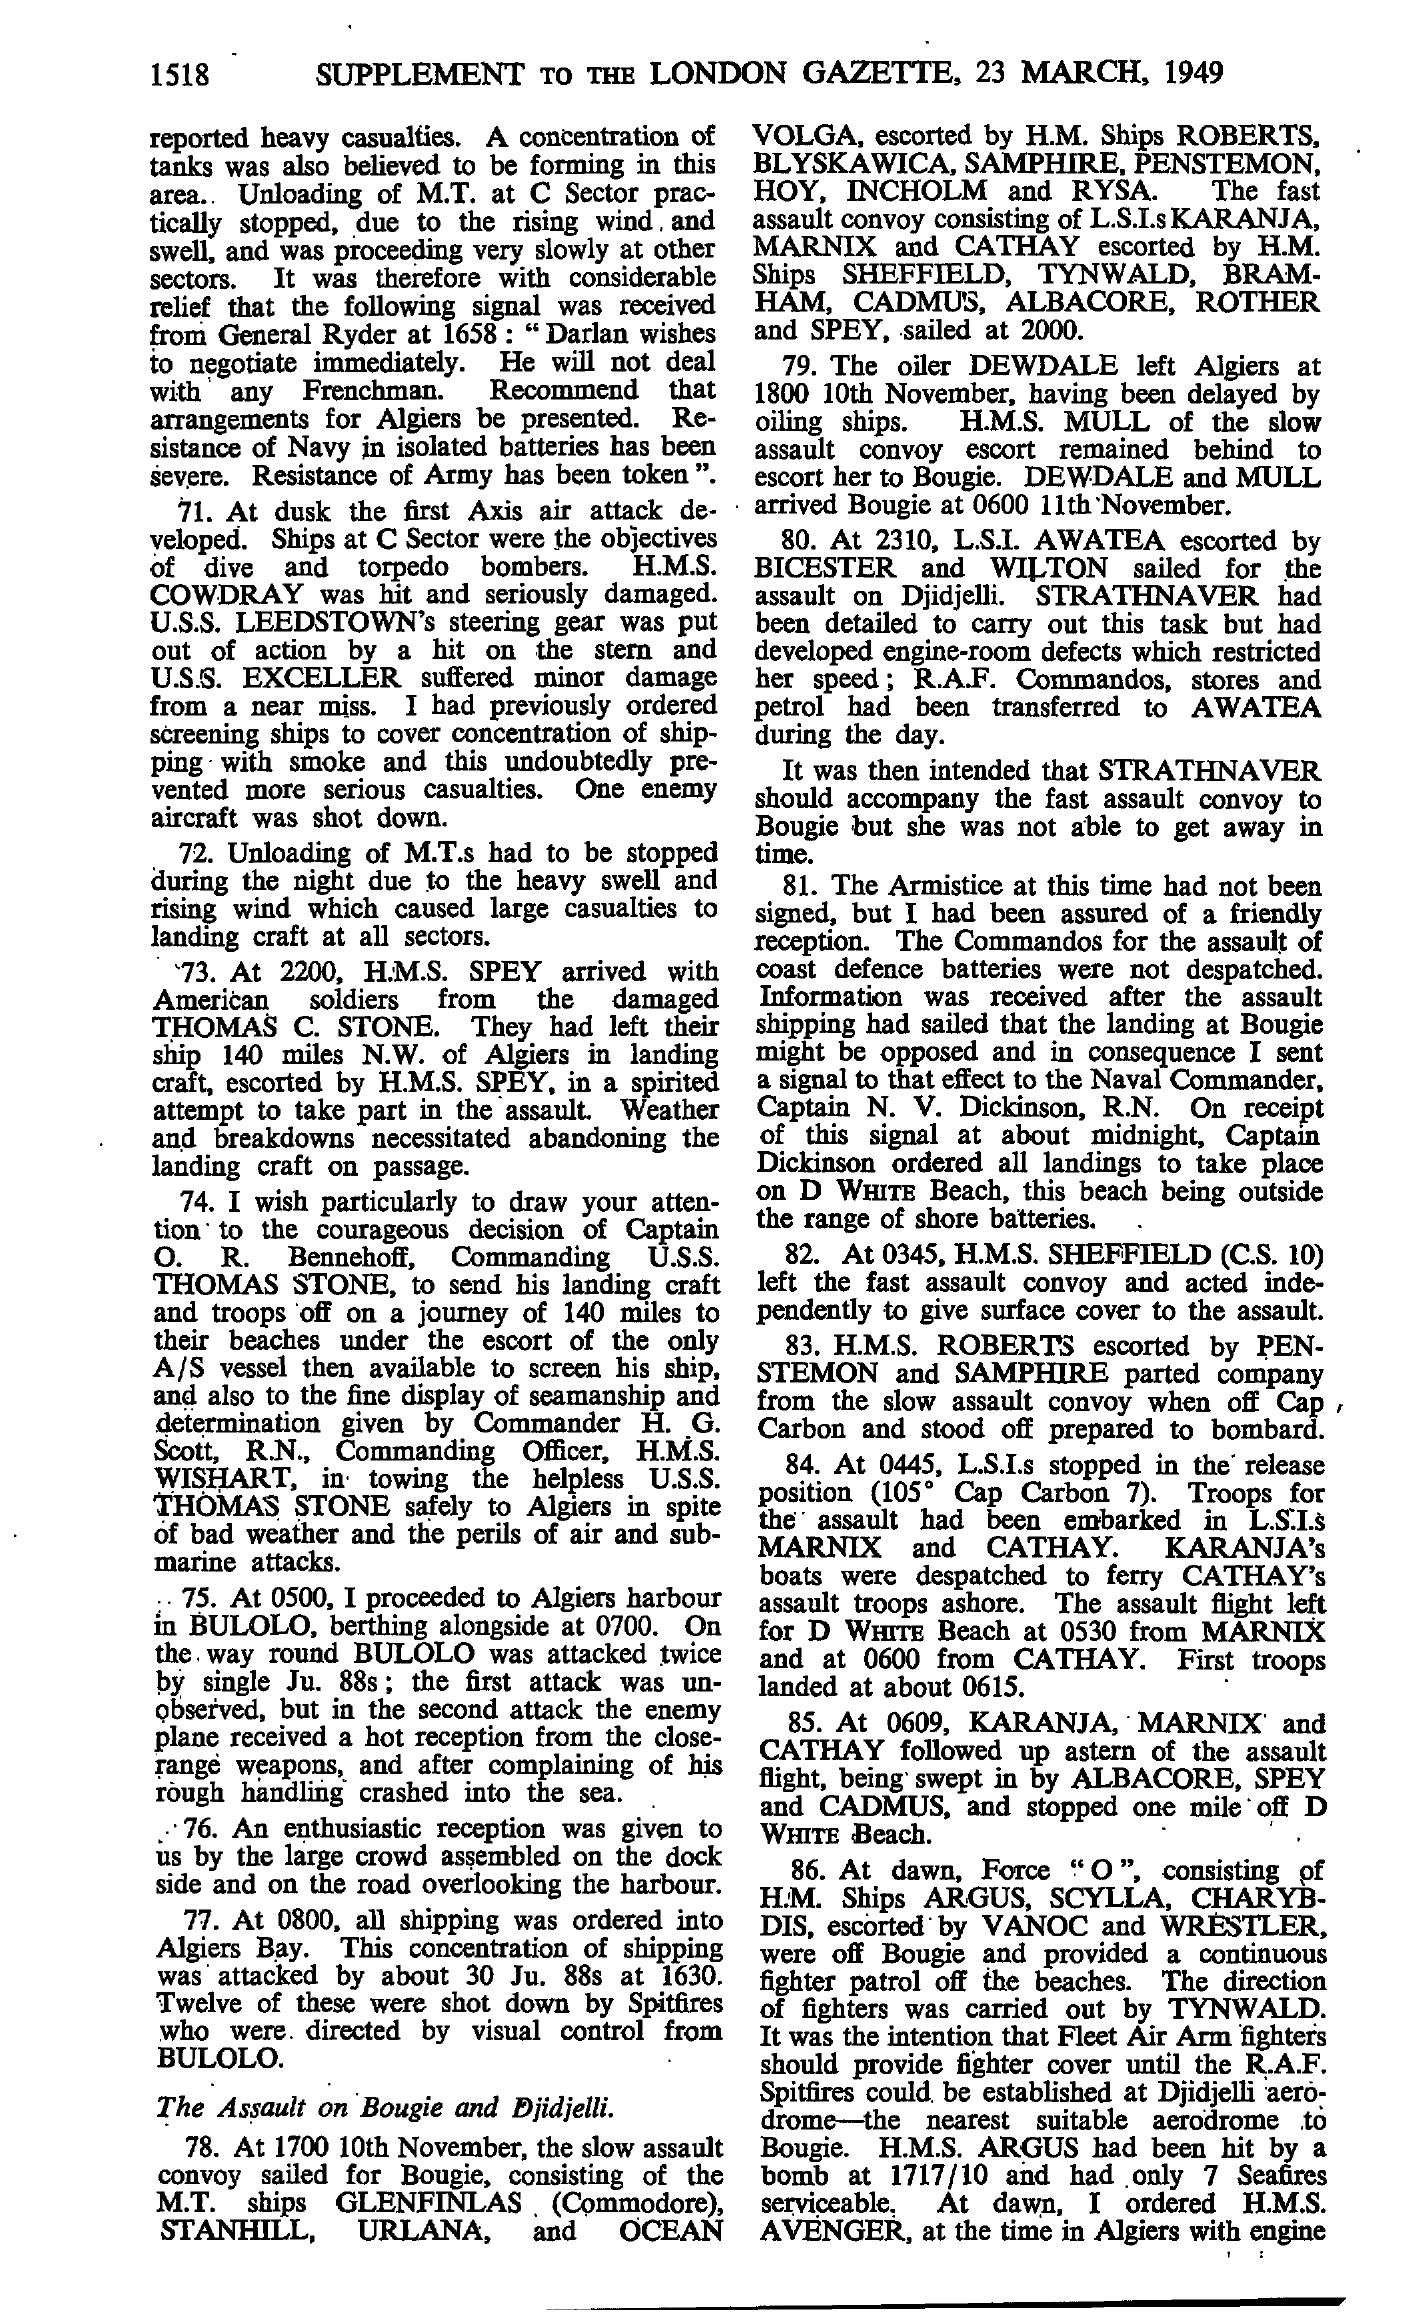 1518 SUPPLEMENT TO THE LONDON GAZETTE, 23 MARCH, 1949
reported heavy casualties. A concentration of
tanks was also believed to be forming in this
area.. Unloading of M.T. at C Sector prac-
tically stopped, due to the rising wind and
swell, and was proceeding very slowly at other
sectors. It was therefore with considerable
relief that the following signal was received
from General Ryder at 1658 : “ Darlan wishes
to negotiate immediately. He will not deal
with any Frenchman. Recommend that
arrangements for Algiers be presented. Re-
sistance of Navy in isolated batteries has been
severe. Resistance of Army has been token ”.
71. At dusk the first Axis air attack de-
veloped. Ships at C Sector were the objectives
of dive and torpedo bombers. H.M.S.
COWDRAY was hit and seriously damaged.
U.S.S. LEEDSTOWN's steering gear was put
out of action by a hit on the stern and
U.S.S. EXCELLER suffered minor damage
from a near miss. I had previously ordered
screening ships to cover concentration of ship-
ping with smoke and this undoubtedly pre-
vented more serious casualties. One enemy
aircraft was shot down.
72. Unloading of M.T.s had to be stopped
during the night due to the heavy swell and
rising wind which caused large casualties to
landing craft at all sectors.
73. At 2200, H.M.S. SPEY arrived with
American soldiers from the damaged
THOMAS C. STONE. They had left their
ship 140 miles N.W. of Algiers in landing
craft, escorted by H.M.S. SPEY, in a spirited
attempt to take part in the assault. Weather
and breakdowns necessitated abandoning the
landing craft on passage.
74. I wish particularly to draw your atten-
tion to the courageous decision of Captain
O. R. Bennehoff, Commanding U.S.S.
THOMAS STONE, to send his landing craft
and troops off on a journey of 140 miles to
their beaches under the escort of the only
A/S vessel then available to screen his ship,
and also to the fine display of seamanship and
determination given by Commander H. G.
Scott, R.N., Commanding Officer, H.M.S.
WISHART, in towing the helpless U.S.S.
THOMAS STONE safely to Algiers in spite
of bad weather and the perils of air and sub-
marine attacks.
75. At 0500, I proceeded to Algiers harbour
in BULOLO, berthing alongside at 0700. On
the way round BULOLO was attacked twice
by single Ju. 88s ; the first attack was un-
observed, but in the second attack the enemy
plane received a hot reception from the close-
range weapons, and after complaining of his
rough handling crashed into the sea.
76. An enthusiastic reception was given to
us by the large crowd assembled on the dock
side and on the road overlooking the harbour.
77. At 0800, all shipping was ordered into
Algiers Bay. This concentration of shipping
was attacked by about 30 Ju. 88s at 1630.
Twelve of these were shot down by Spitfires
who were directed by visual control from
BULOLO.
The Assault on Bougie and Djidjelli.
78. At 1700 10th November, the slow assault
convoy sailed for Bougie, consisting of the
M.T. ships GLENFINLAS (Commodore),
STANHILL, URLANA, and OCEAN
VOLGA, escorted by H.M. Ships ROBERTS,
BLYSKAWICA, SAMPHIRE, PENSTEMON,
HOY, INCHOLM and RYSA. The fast
assault convoy consisting of L.S.I.s KARANJA,
MARNIX and CATHAY escorted by H.M.
Ships SHEFFIELD, TYNWALD, BRAM-
HAM, CADMUS, ALBACORE, ROTHER
and SPEY, sailed at 2000.
79. The oiler DEWDALE left Algiers at
1800 10th November, having been delayed by
oiling ships. H.M.S. MULL of the slow
assault convoy escort remained behind to
escort her to Bougie. DEWDALE and MULL
arrived Bougie at 0600 11th November.
80. At 2310, L.S.I. AWATEA escorted by
BICESTER and WILTON sailed for the
assault on Djidjelli. STRATHNAVER had
been detailed to carry out this task but had
developed engine-room defects which restricted
her speed ; R.A.F. Commandos, stores and
petrol had been transferred to AWATEA
during the day.
It was then intended that STRATHNAVER
should accompany the fast assault convoy to
Bougie but she was not able to get away in
time.
81. The Armistice at this time had not been
signed, but I had been assured of a friendly
reception. The Commandos for the assault of
coast defence batteries were not despatched.
Information was received after the assault
shipping had sailed that the landing at Bougie
might be opposed and in consequence I sent
a signal to that effect to the Naval Commander,
Captain N. V. Dickinson, R.N. On receipt
of this signal at about midnight, Captain
Dickinson ordered all landings to take place
on D WHITE Beach, this beach being outside
the range of shore batteries.
82. At 0345, H.M.S. SHEFFIELD (C.S. 10)
left the fast assault convoy and acted inde-
pendently to give surface cover to the assault.
83. H.M.S. ROBERTS escorted by PEN-
STEMON and SAMPHIRE parted company
from the slow assault convoy when off Cap
Carbon and stood off prepared to bombard.
84. At 0445, L.S.I.s stopped in the release
position (105° Cap Carbon 7). Troops for
the assault had been embarked in L.S.I.s
MARNIX and CATHAY. KARANJA's
boats were despatched to ferry CATHAY's
assault troops ashore. The assault flight left
for D WHITE Beach at 0530 from MARNIX
and at 0600 from CATHAY. First troops
landed at about 0615.
85. At 0609, KARANJA, MARNIX and
CATHAY followed up astern of the assault
flight, being swept in by ALBACORE, SPEY
and CADMUS, and stopped one mile off D
WHITE Beach.
86. At dawn, Force “ O ”, consisting of
H.M. Ships ARGUS, SCYLLA, CHARYB-
DIS, escorted by VANOC and WRESTLER,
were off Bougie and provided a continuous
fighter patrol off the beaches. The direction
of fighters was carried out by TYNWALD.
It was the intention that Fleet Air Arm fighters
should provide fighter cover until the R.A.F.
Spitfires could be established at Djidjelli aero-
drome—the nearest suitable aerodrome to
Bougie. H.M.S. ARGUS had been hit by a
bomb at 1717/10 and had only 7 Seafires
serviceable. At dawn, I ordered H.M.S.
AVENGER, at the time in Algiers with engine